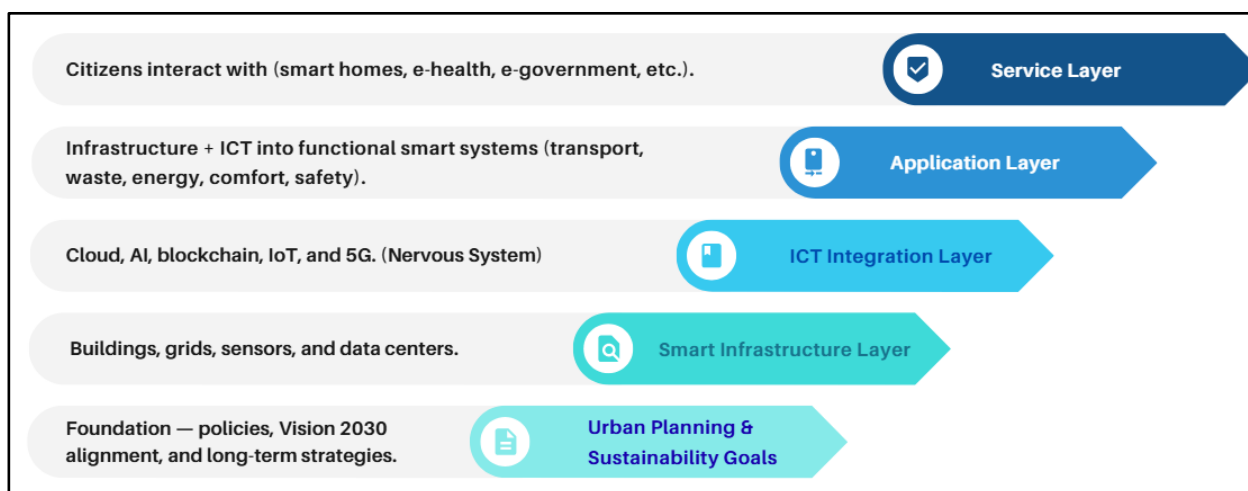 Citizens interact with (smart homes, e-health, e-government, etc.).
Service Layer
Infrastructure + ICT into functional smart systems (transport,
waste, energy, comfort, safety).
Application Layer
Cloud, AI, blockchain, IoT, and 5G. (Nervous System)
ICT Integration Layer
Buildings, grids, sensors, and data centers.
Smart Infrastructure Layer
Foundation — policies, Vision 2030
alignment, and long-term strategies.
Urban Planning &
Sustainability Goals